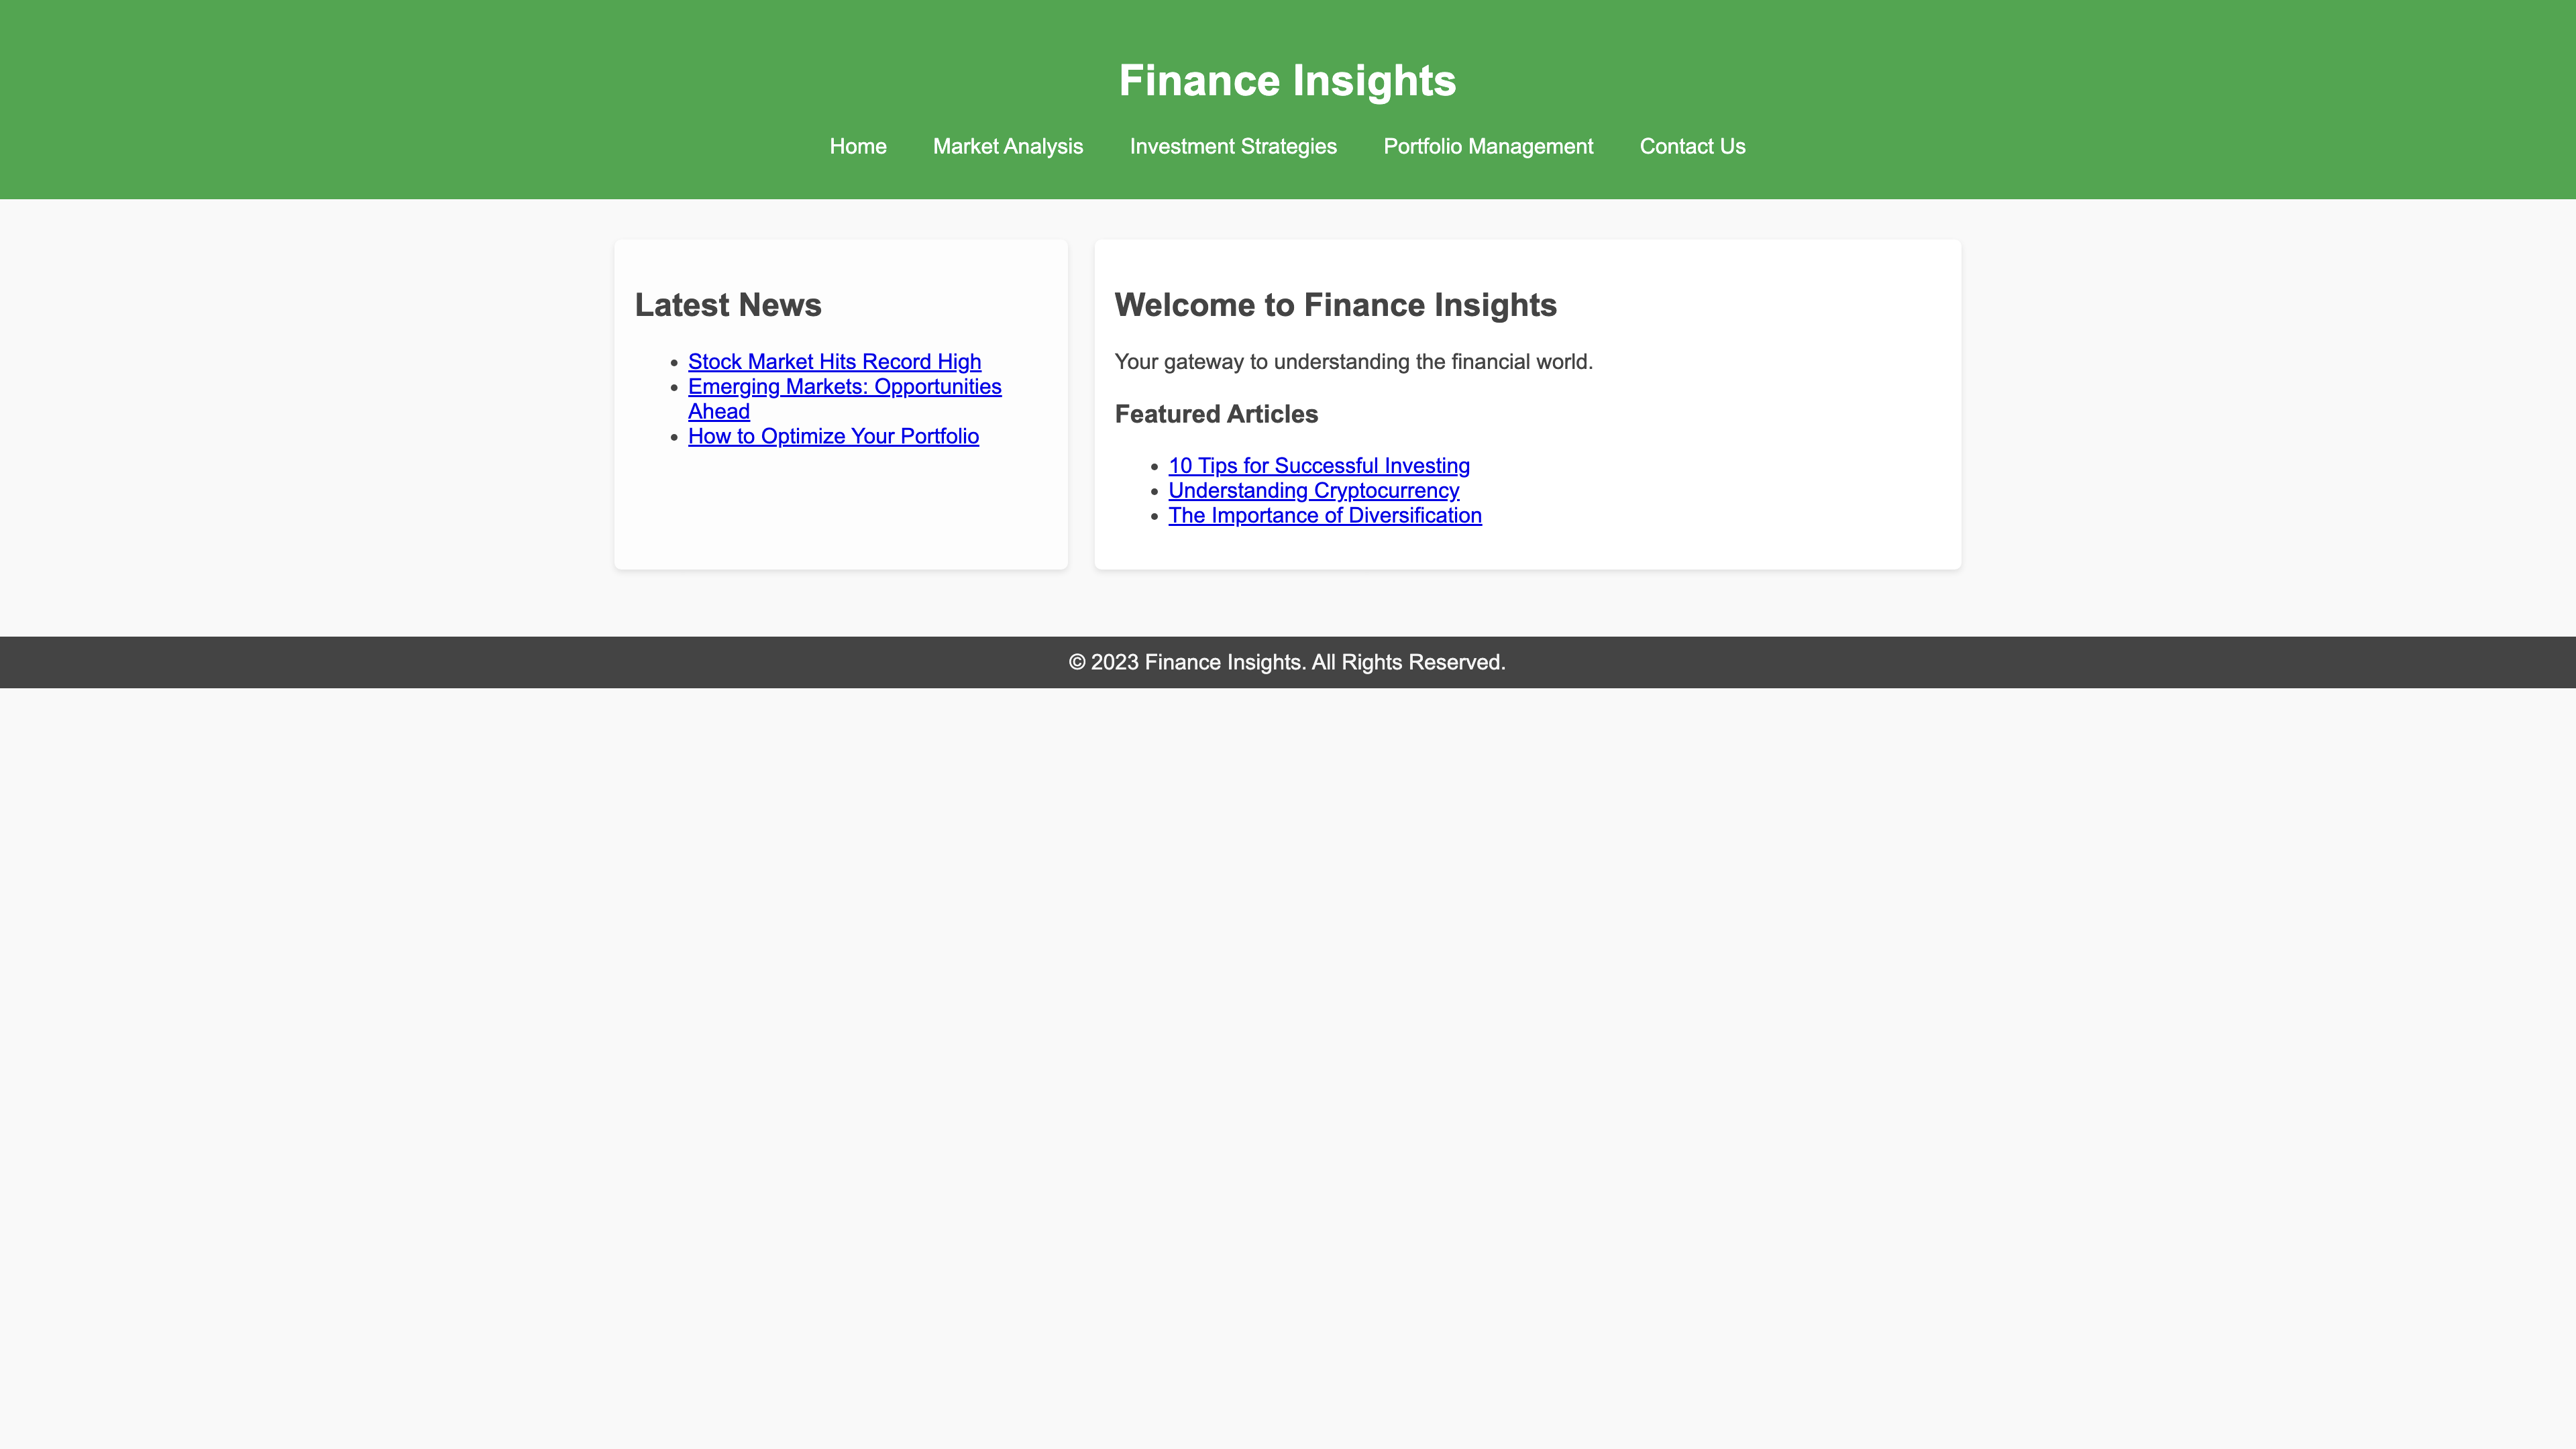 Finance Insights
Home Market Analysis Investment Strategies Portfolio Management Contact Us
Latest News
Stock Market Hits Record High
Emerging Markets: Opportunities
Ahead
How to Optimize Your Portfolio
Welcome to Finance Insights
Your gateway to understanding the financial world.
Featured Articles
10 Tips for Successful Investing
Understanding Cryptocurrency
The Importance of Diversification
© 2023 Finance Insights. All Rights Reserved.